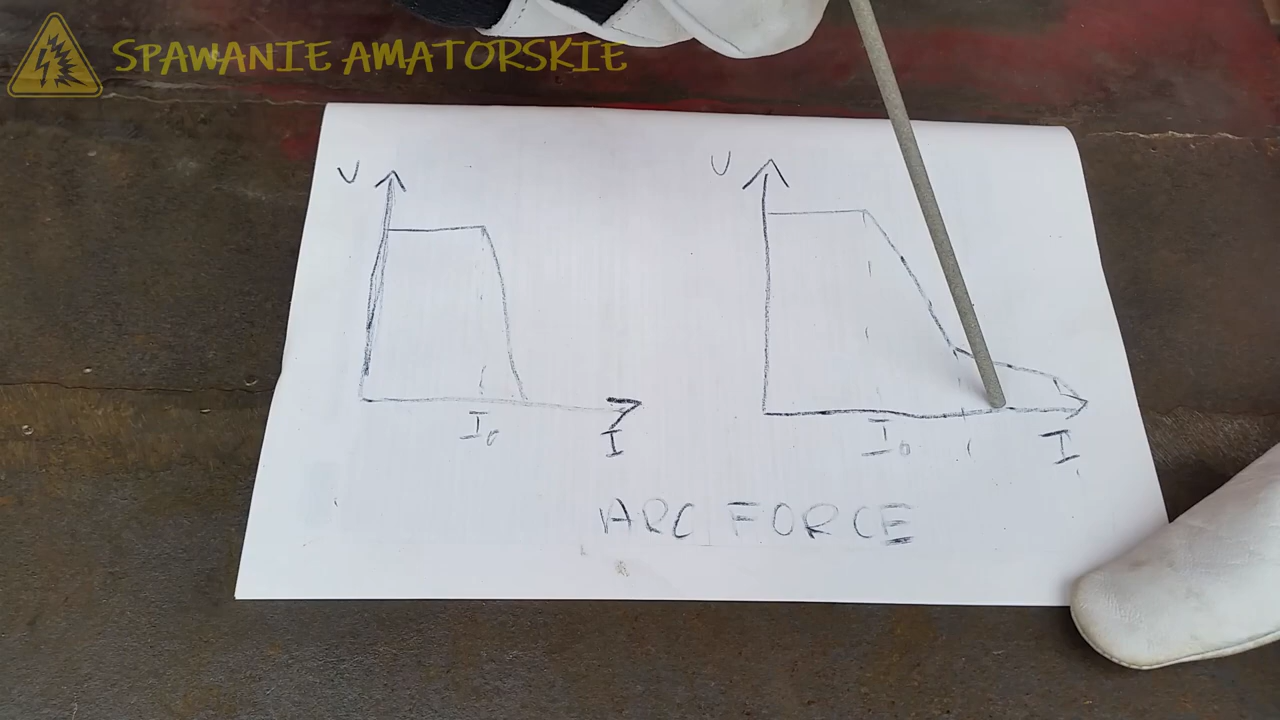 SPAWANIE AMATORSKIE
U
I₀
I
U
I₀
I
ARC FORCE